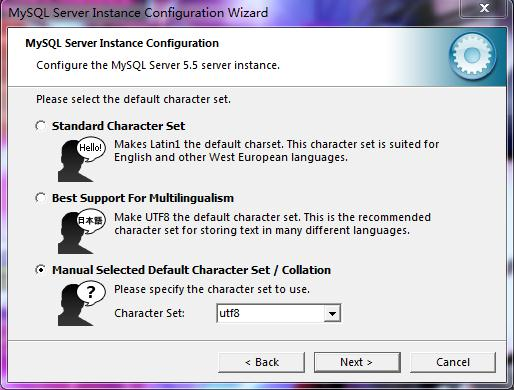 MySQL Server Instance Configuration Wizard
x
MySQL Server Instance Configuration
Configure the MySQL Server 5.5 server instance.
Please select the default character set.
Standard Character Set
Hello!
Makes Latin1 the default charset. This character set is suited for
English and other West European languages.
Best Support For Multilingualism
日本語
Make UTF8 the default character set. This is the recommended
character set for storing text in many different languages.
Manual Selected Default Character Set / Collation
?
Please specify the character set to use.
Character Set: utf8
< Back Next > Cancel